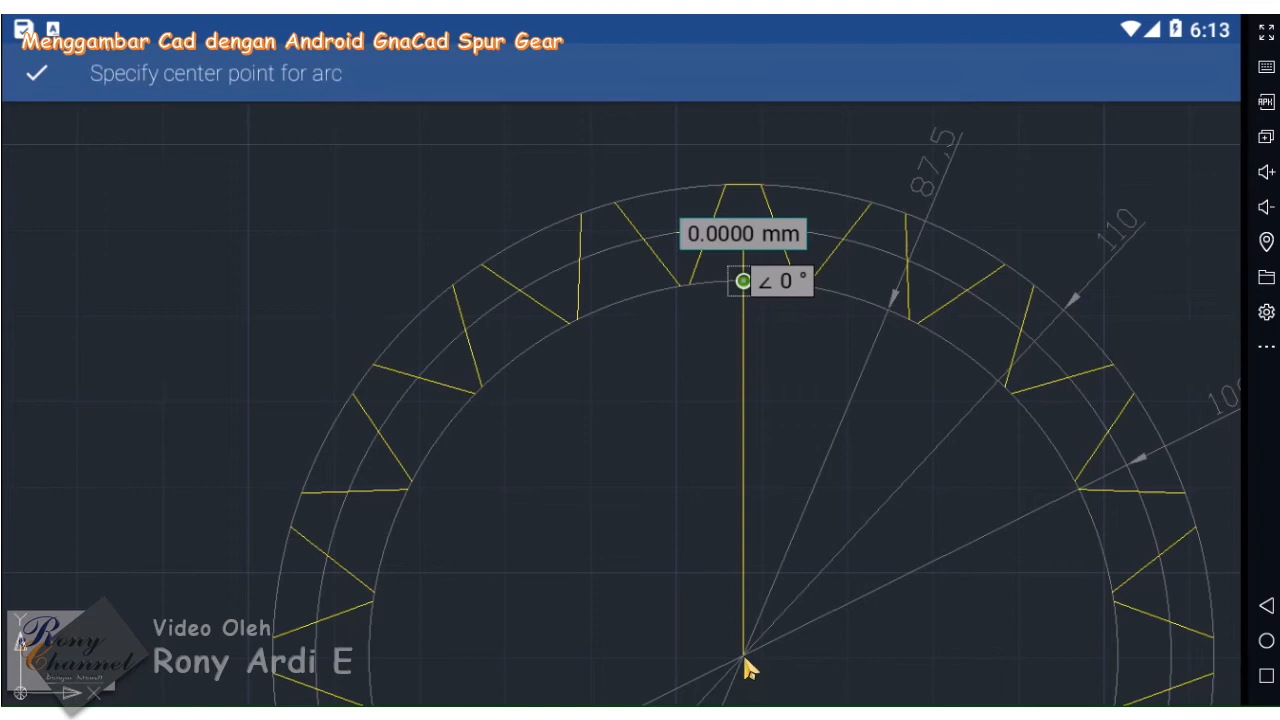 Menggambar Cad dengan Android GnaCad Spur Gear
6:13
Specify center point for arc
87,5
110
0.0000 mm
∠ 0 °
APK
Video Oleh
Rony Ardi E
Rony
Channel
Y
X